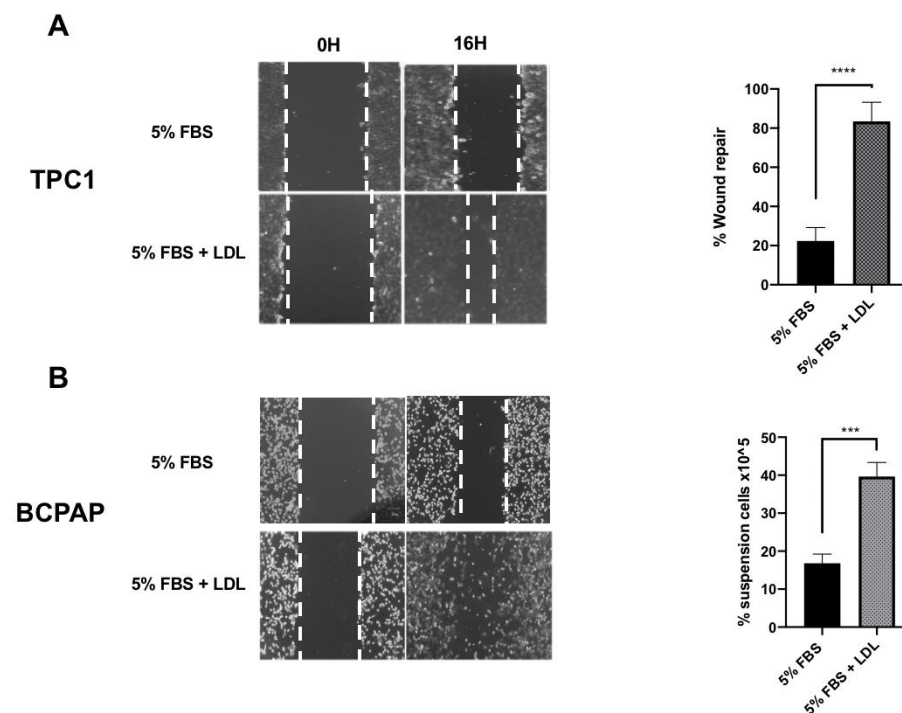 A
0H 16H
5% FBS
TPC1
5% FBS + LDL
****
% Wound repair
100
80
60
40
20
0
5% FBS
5% FBS + LDL
B
5% FBS
BCPAP
5% FBS + LDL
***
% suspension cells x10^5
50
40
30
20
10
0
5% FBS
5% FBS + LDL